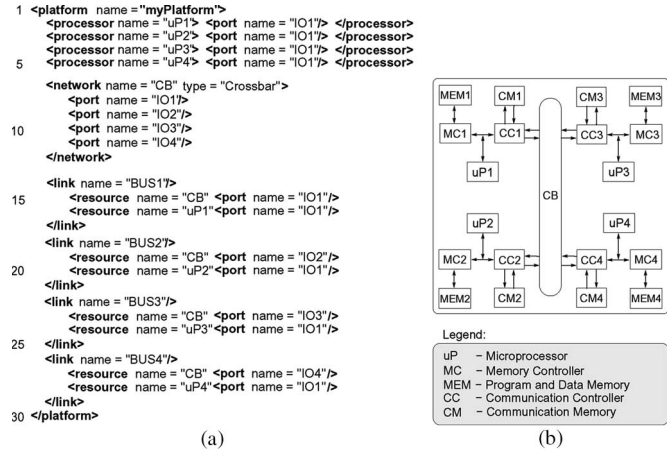 1 <platform name ="myPlatform">
<processor name ="uP1"> <port name ="IO1"/> </processor>
<processor name ="uP2"> <port name ="IO1"/> </processor>
<processor name ="uP3"> <port name ="IO1"/> </processor>
5 <processor name ="uP4"> <port name ="IO1"/> </processor>
<network name = "CB" type = "Crossbar">
<port name = "IO1"/>
<port name = "IO2"/>
<port name = "IO3"/>
10 <port name = "IO4"/>
</network>
<link name = "BUS1"/>
15 <resource name = "CB" <port name = "IO1"/>
<resource name = "uP1" <port name = "IO1"/>
</link>
<link name = "BUS2"/>
<resource name = "CB" <port name = "IO2"/>
20 <resource name = "uP2" <port name = "IO1"/>
</link>
<link name = "BUS3"/>
<resource name = "CB" <port name = "IO3"/>
<resource name = "uP3" <port name = "IO1"/>
25 </link>
<link name = "BUS4"/>
<resource name = "CB" <port name = "IO4"/>
<resource name = "uP4" <port name = "IO1"/>
</link>
30 </platform>
(a)
MEM1 CM1 CM3 MEM3
MC1 CC1 CC3 MC3
uP1 uP3
CB
uP2 uP4
MC2 CC2 CC4 MC4
MEM2 CM2 CM4 MEM4
Legend:
uP – Microprocessor
MC – Memory Controller
MEM – Program and Data Memory
CC – Communication Controller
CM – Communication Memory
(b)